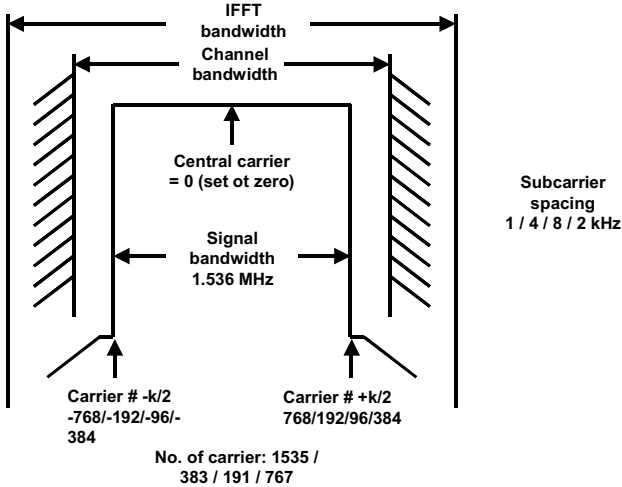 IFFT
bandwidth
Channel
bandwidth
Central carrier
= 0 (set ot zero)
Subcarrier
spacing
1 / 4 / 8 / 2 kHz
Signal
bandwidth
1.536 MHz
Carrier # -k/2
-768/-192/-96/-
384
Carrier # +k/2
768/192/96/384
No. of carrier: 1535 /
383 / 191 / 767